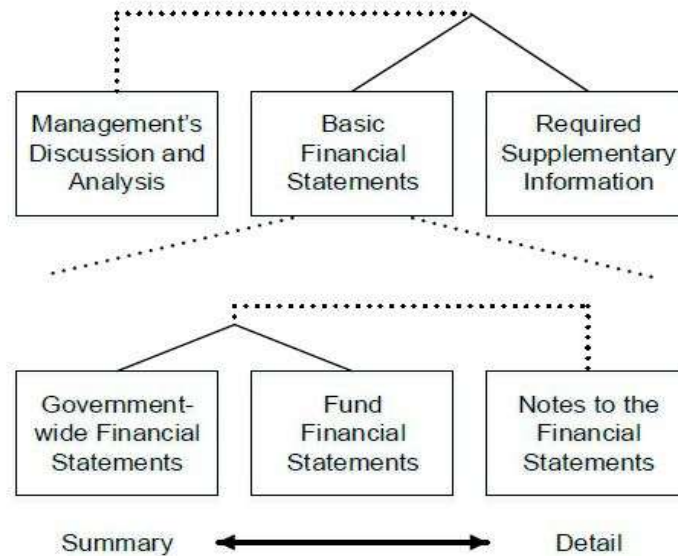 Management's
Discussion and
Analysis
Basic
Financial
Statements
Required
Supplementary
Information
Government-
wide Financial
Statements
Fund
Financial
Statements
Notes to the
Financial
Statements
Summary
Detail